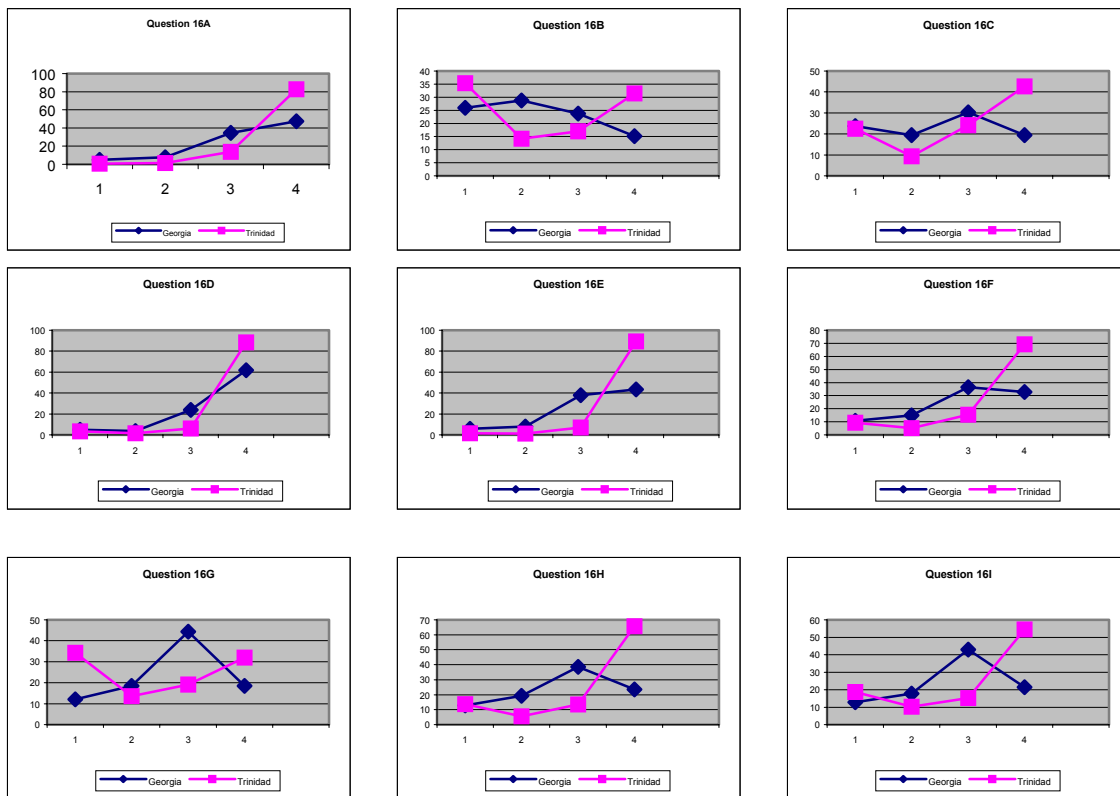 Question 16A
100
80
60
40
20
0
1 2 3 4
Georgia Trinidad
Question 16B
40
35
30
25
20
15
10
5
0
1 2 3 4
Georgia Trinidad
Question 16C
50
40
30
20
10
0
1 2 3 4
Georgia Trinidad
Question 16D
100
80
60
40
20
0
1 2 3 4
Georgia Trinidad
Question 16E
100
80
60
40
20
0
1 2 3 4
Georgia Trinidad
Question 16F
80
70
60
50
40
30
20
10
0
1 2 3 4
Georgia Trinidad
Question 16G
50
40
30
20
10
0
1 2 3 4
Georgia Trinidad
Question 16H
70
60
50
40
30
20
10
0
1 2 3 4
Georgia Trinidad
Question 16I
60
50
40
30
20
10
0
1 2 3 4
Georgia Trinidad